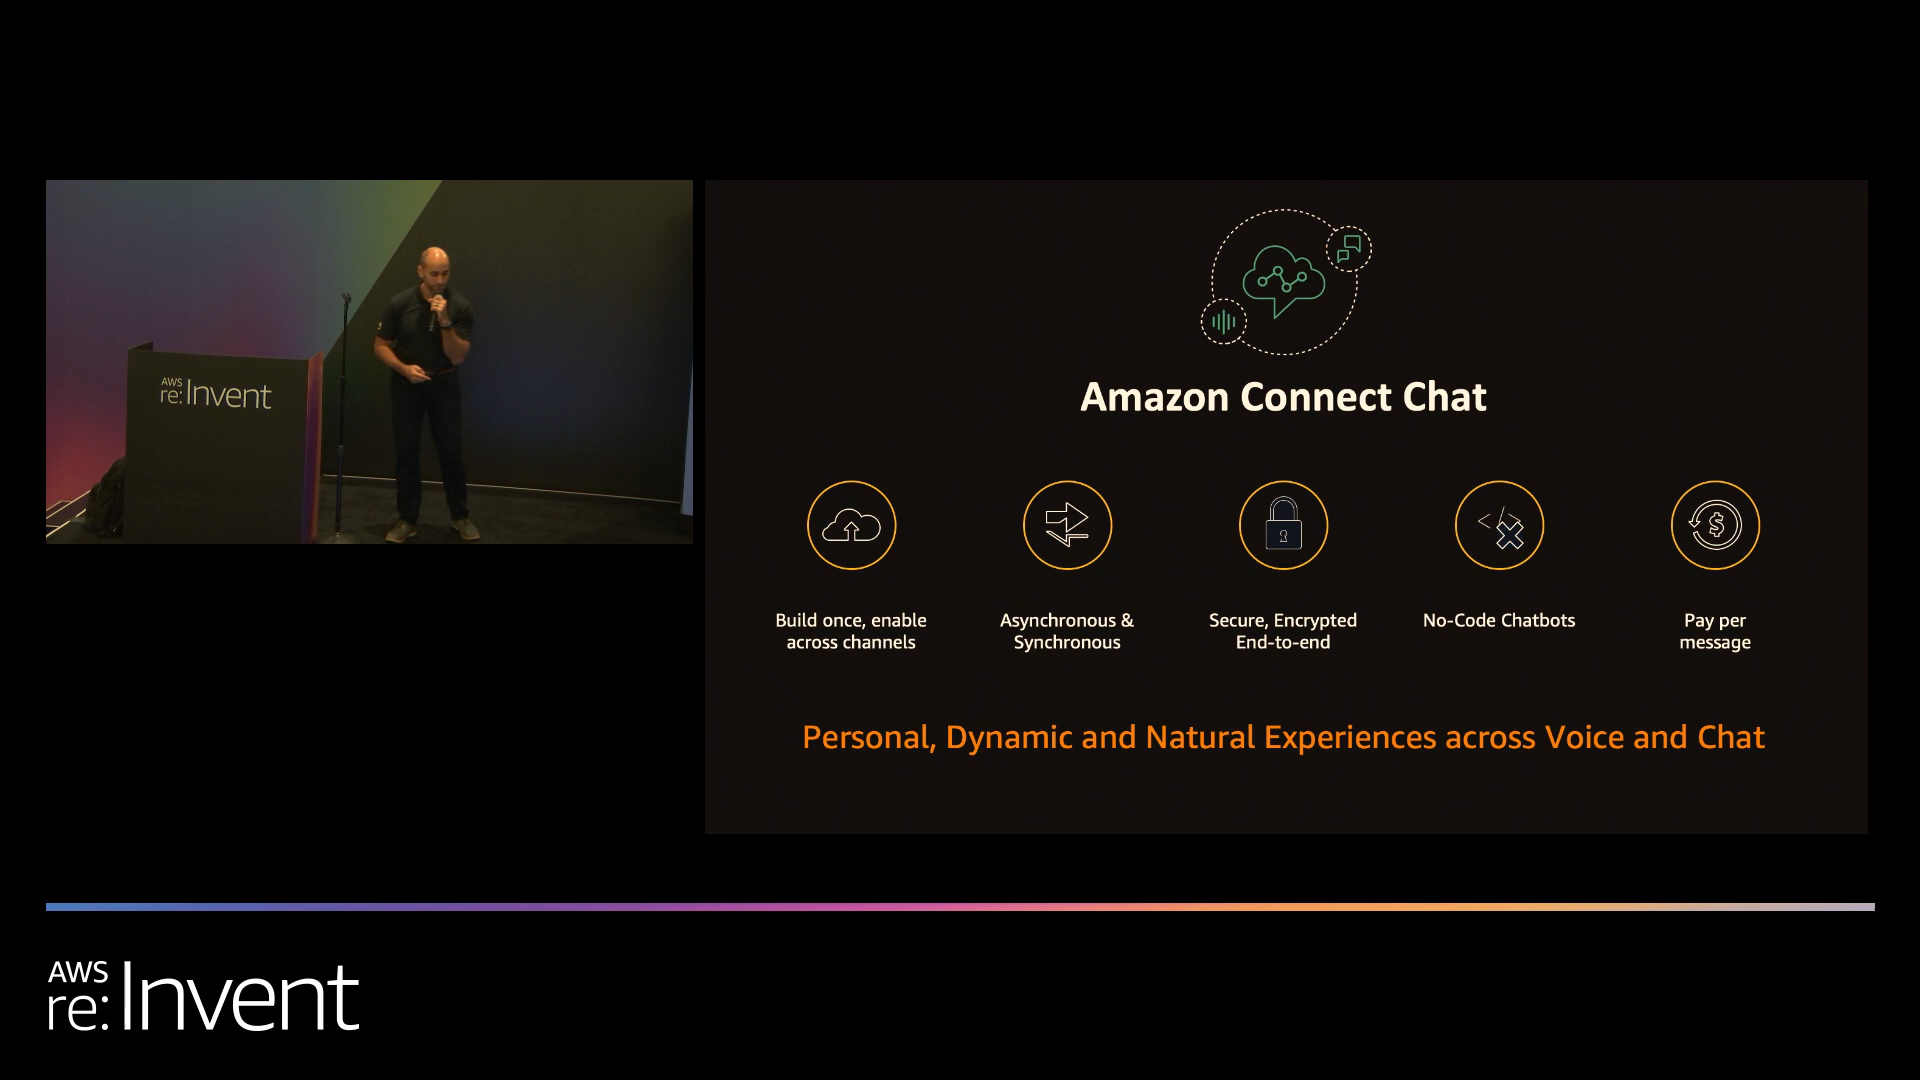 AWS
re:Invent
Amazon Connect Chat
Build once, enable
across channels
Asynchronous &
Synchronous
Secure, Encrypted
End-to-end
No-Code Chatbots
Pay per
message
Personal, Dynamic and Natural Experiences across Voice and Chat
AWS
re:Invent